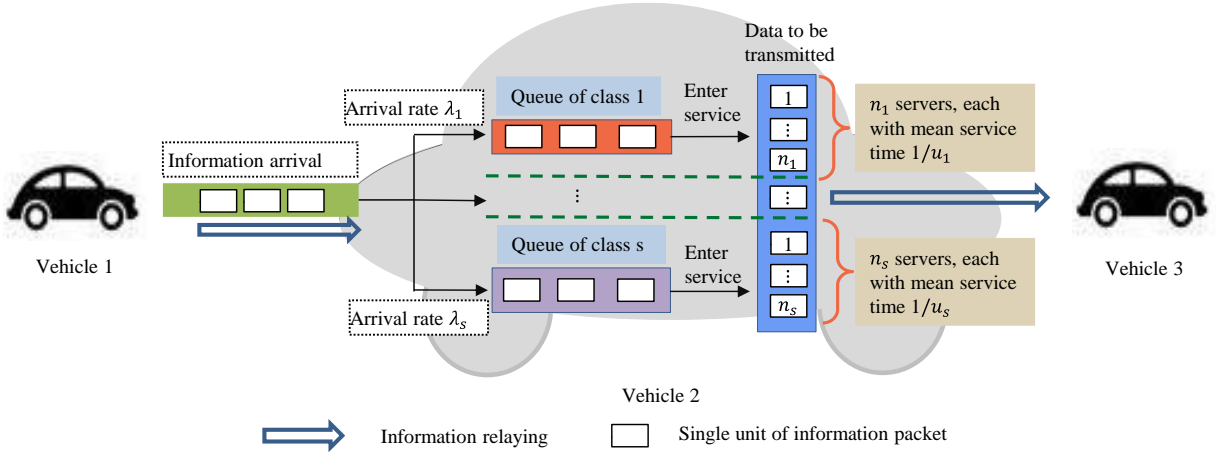 Data to be
transmitted
Arrival rate λ₁
Queue of class 1
Enter
service
1
⋮
n₁
n₁ servers, each
with mean service
time 1/u₁
Information arrival
⋮
⋮
Vehicle 1
Queue of class s
Enter
service
1
⋮
nₛ
nₛ servers, each
with mean service
time 1/uₛ
Vehicle 3
Arrival rate λₛ
Vehicle 2
Information relaying
Single unit of information packet